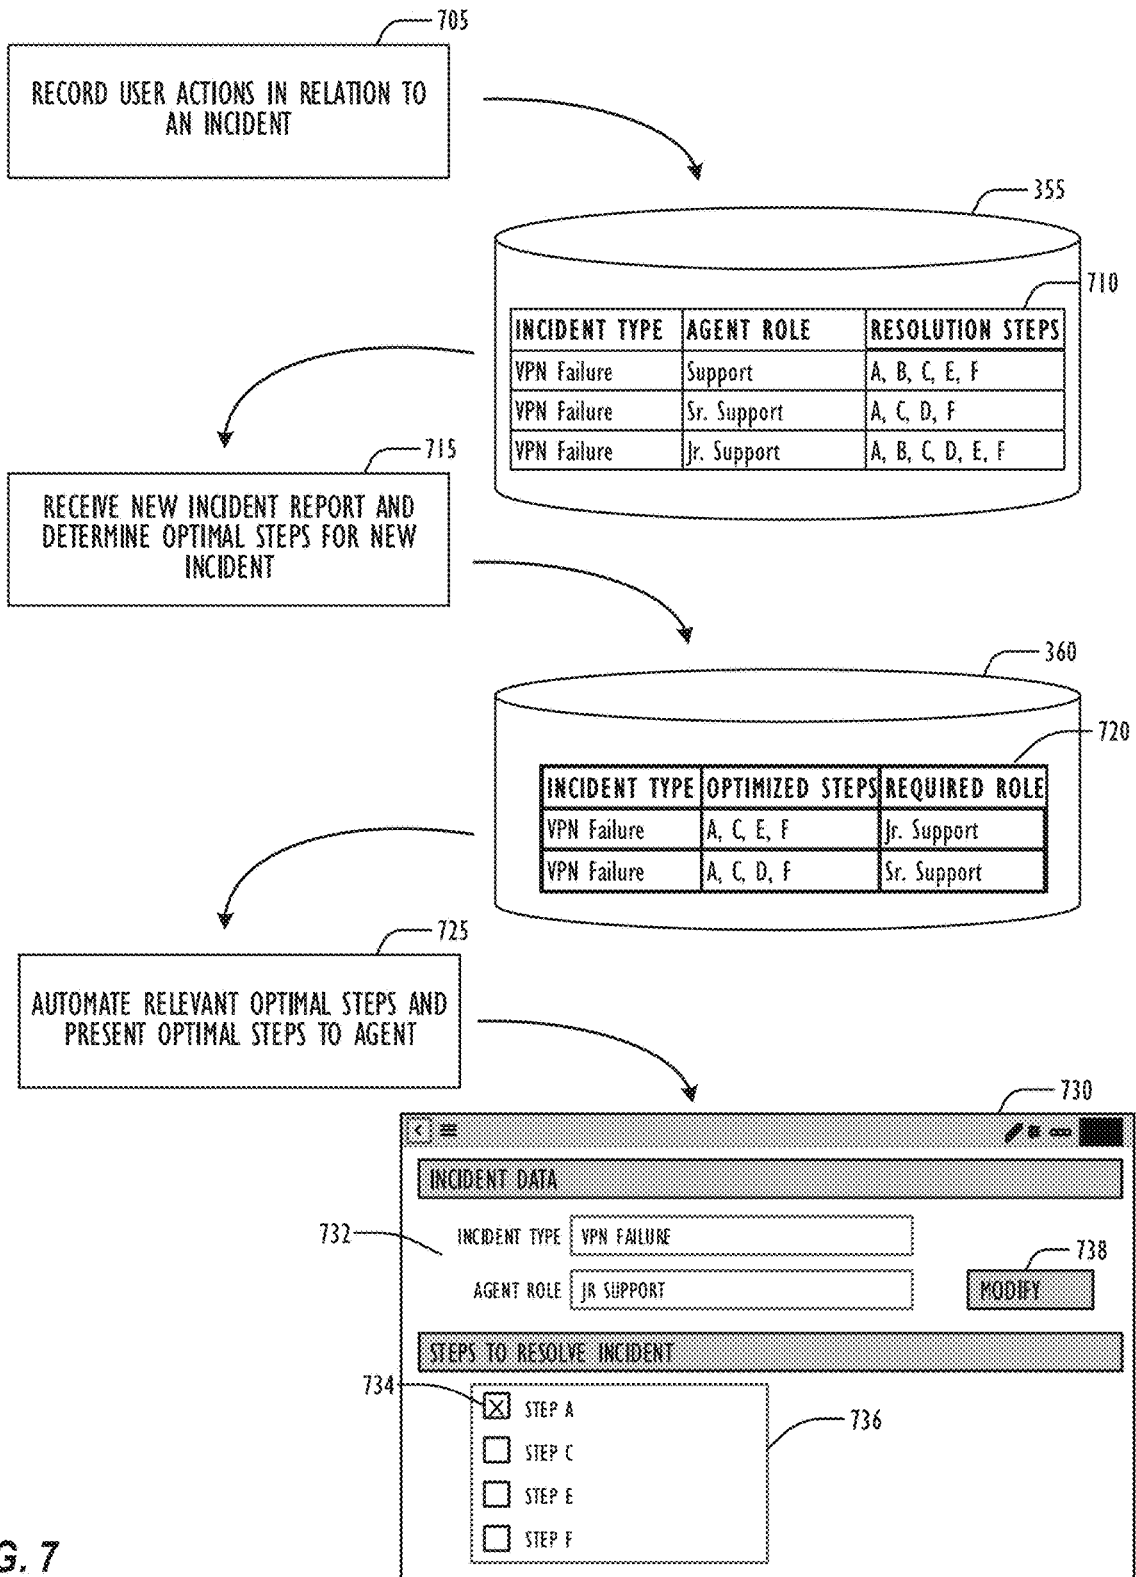 705
RECORD USER ACTIONS IN RELATION TO
AN INCIDENT
355
710
INCIDENT TYPE AGENT ROLE RESOLUTION STEPS
VPN Failure Support A, B, C, E, F
VPN Failure Sr. Support A, C, D, F
VPN Failure Jr. Support A, B, C, D, E, F
715
RECEIVE NEW INCIDENT REPORT AND
DETERMINE OPTIMAL STEPS FOR NEW
INCIDENT
360
720
INCIDENT TYPE OPTIMIZED STEPS REQUIRED ROLE
VPN Failure A, C, E, F Jr. Support
VPN Failure A, C, D, F Sr. Support
725
AUTOMATE RELEVANT OPTIMAL STEPS AND
PRESENT OPTIMAL STEPS TO AGENT
730
INCIDENT DATA
732
INCIDENT TYPE VPN FAILURE
738
AGENT ROLE JR SUPPORT MODIFY
STEPS TO RESOLVE INCIDENT
734
STEP A
736
STEP C
STEP E
STEP F
G. 7